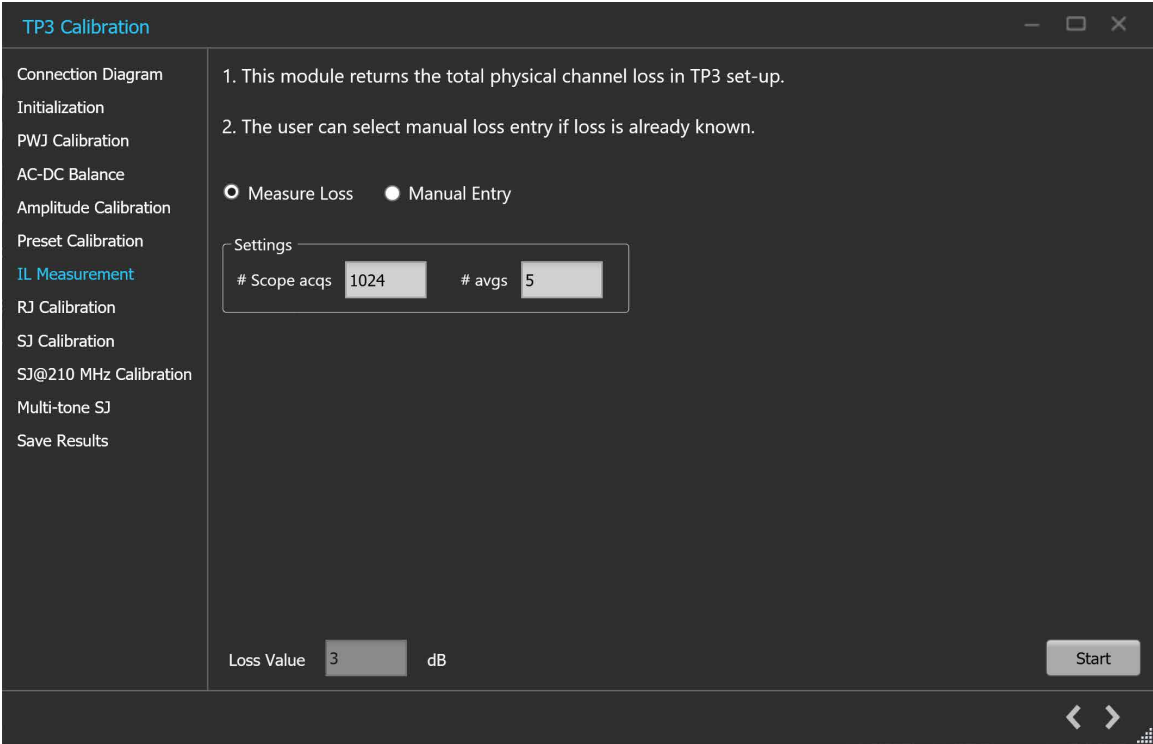 TP3 Calibration
Connection Diagram
Initialization
PWJ Calibration
AC-DC Balance
Amplitude Calibration
Preset Calibration
IL Measurement
RJ Calibration
SJ Calibration
SJ@210 MHz Calibration
Multi-tone SJ
Save Results
1. This module returns the total physical channel loss in TP3 set-up.
2. The user can select manual loss entry if loss is already known.
Measure Loss Manual Entry
Settings
# Scope acqs 1024 # avgs 5
Loss Value 3 dB
Start